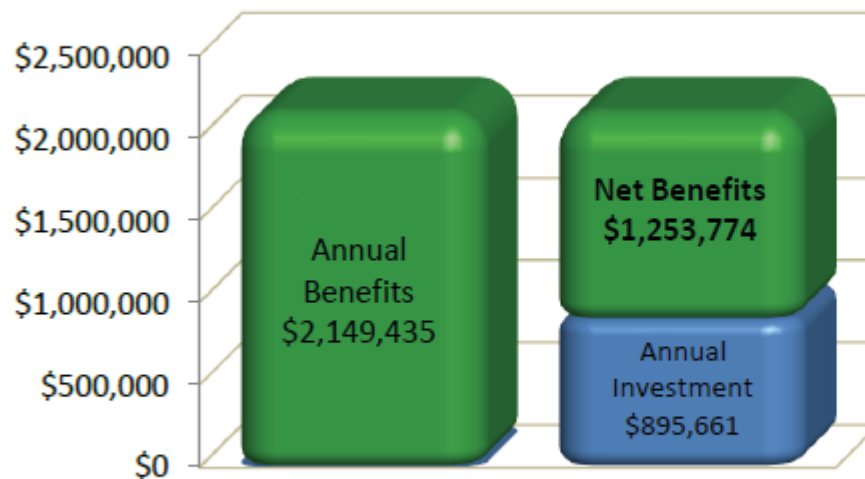 $2,500,000
$2,000,000
$1,500,000
$1,000,000
$500,000
$0
Annual
Benefits
$2,149,435
Net Benefits
$1,253,774
Annual
Investment
$895,661